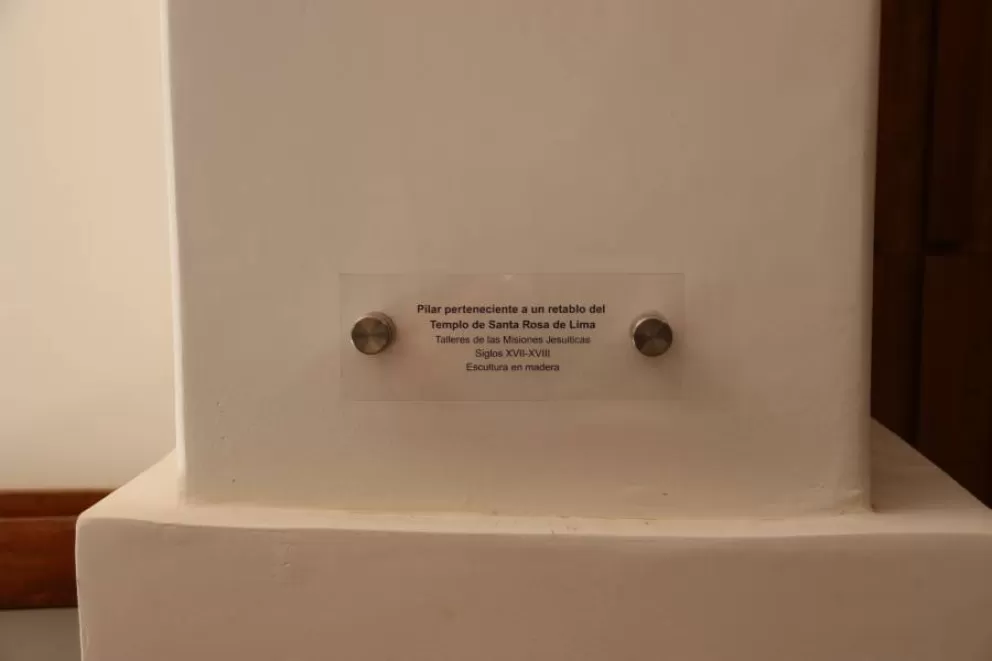 Pilar perteneciente a un retablo del
Templo de Santa Rosa de Lima
Talleres de las Misiones Jesuíticas
Siglos XVII-XVIII
Escultura en madera